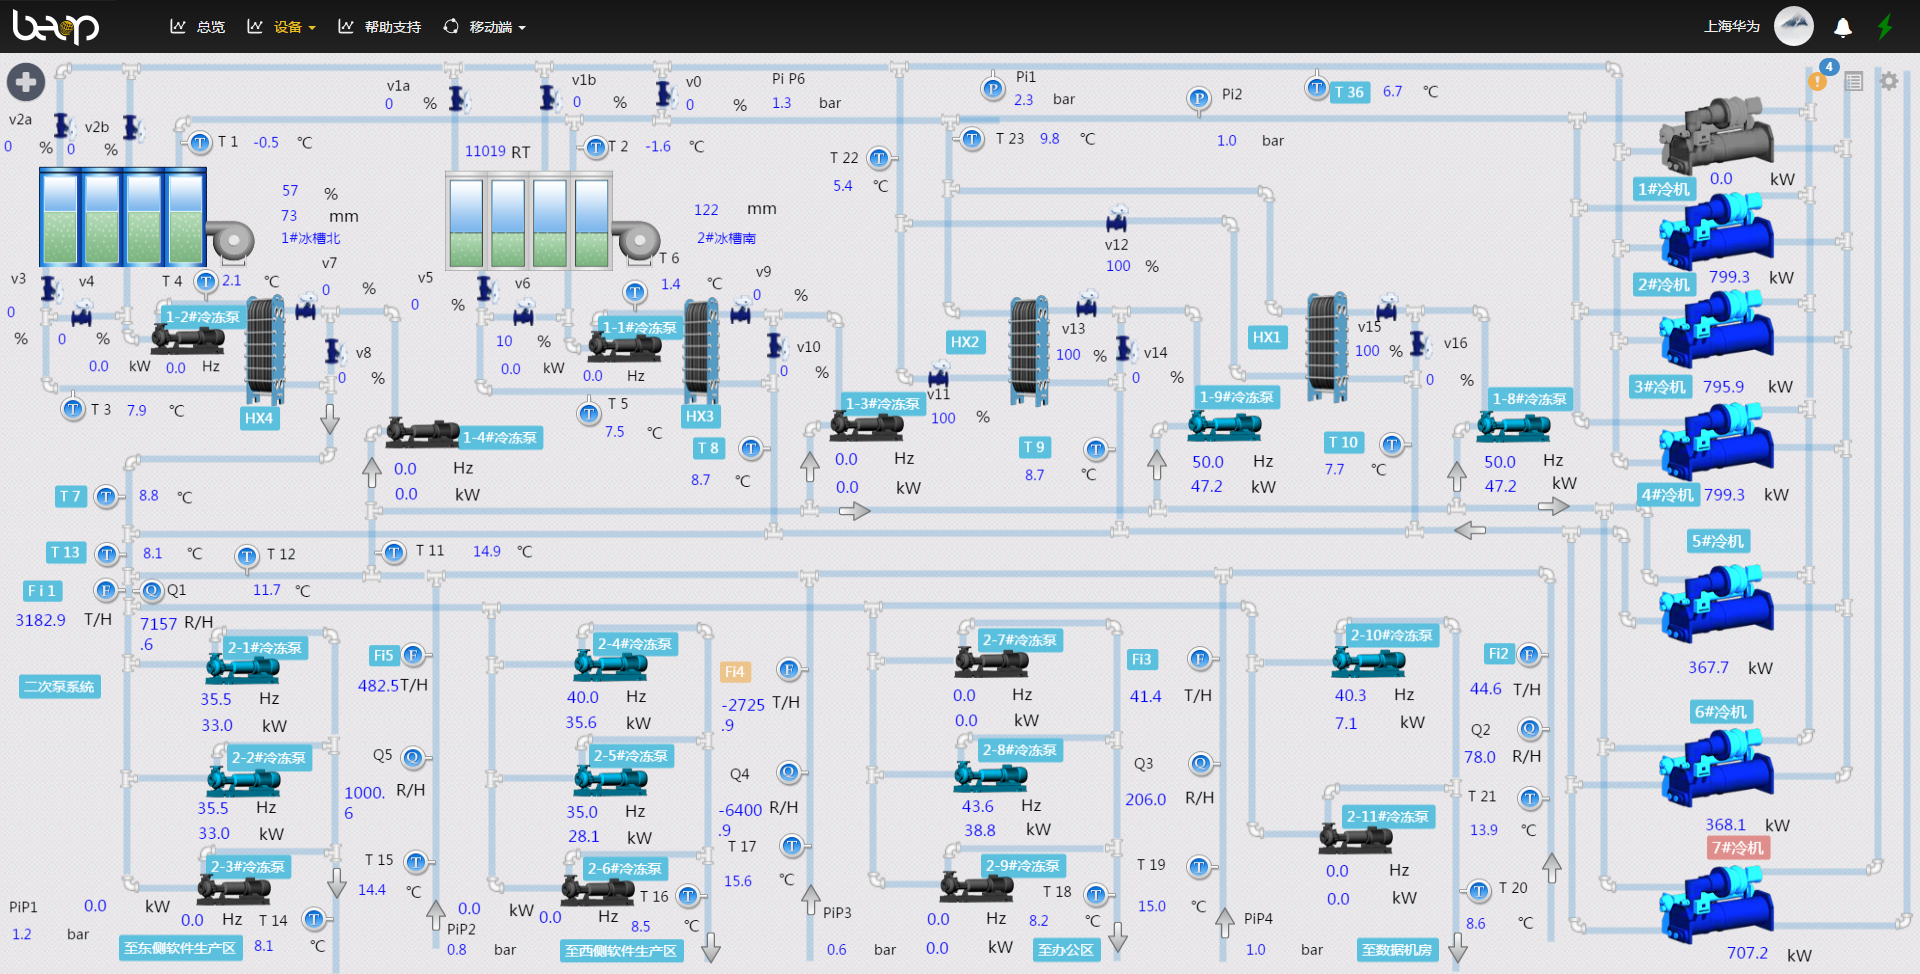 beop
总览
设备
帮助支持
移动端
上海华为
4
v2a
0 %
v2b
0 %
v1a
0 %
v1b
0 %
v0
0 %
Pi P6
1.3 bar
Pi1
2.3 bar
Pi2
1.0 bar
T 36 6.7 ℃
T 1 -0.5 ℃
T 2 -1.6 ℃
11019 RT
T 22
5.4 ℃
T 23 9.8 ℃
57 %
73 mm
1#冰槽北
122 mm
2#冰槽南
1#冷机
0.0 kW
2#冷机
799.3 kW
3#冷机
795.9 kW
4#冷机
799.3 kW
5#冷机
367.7 kW
6#冷机
368.1 kW
7#冷机
707.2 kW
v3
0
%
v4
0 %
T 4 2.1 ℃
1-2#冷冻泵
0.0 kW 0.0 Hz
v7
0 %
v8
0 %
HX4
T 3 7.9 ℃
v5
0 %
v6
10 %
T 6
1.4 ℃
1-1#冷冻泵
0.0 kW
0.0 Hz
v9
0 %
v10
0 %
HX3
T 5
7.5 ℃
1-4#冷冻泵
0.0 Hz
0.0 kW
T 8
8.7 ℃
1-3#冷冻泵
0.0 Hz
0.0 kW
v11
100 %
v12
100 %
HX2
v13
100 %
v14
0 %
T 9
8.7 ℃
1-9#冷冻泵
50.0 Hz
47.2 kW
HX1
v15
100 %
v16
0 %
T 10
7.7 ℃
1-8#冷冻泵
50.0 Hz
47.2 kW
T 7 8.8 ℃
T 13 8.1 ℃
T 12
11.7 ℃
T 11 14.9 ℃
Fi1
3182.9 T/H
Q1
7157 R/H
.6
二次泵系统
2-1#冷冻泵
35.5 Hz
33.0 kW
2-2#冷冻泵
35.5 Hz
33.0 kW
2-3#冷冻泵
0.0 kW
0.0 Hz
PiP1
1.2 bar
T 14
8.1 ℃
至东侧软件生产区
Fi5
482.5 T/H
Q5
1000. R/H
6
T 15
14.4 ℃
PiP2
0.8 bar
2-4#冷冻泵
40.0 Hz
35.6 kW
2-5#冷冻泵
35.0 Hz
28.1 kW
2-6#冷冻泵
0.0 kW
0.0 Hz
T 16
8.5 ℃
至西侧软件生产区
Fi4
-2725 T/H
.9
Q4
-6400 R/H
.9
T 17
15.6 ℃
PiP3
0.6 bar
2-7#冷冻泵
0.0 Hz
0.0 kW
2-8#冷冻泵
43.6 Hz
38.8 kW
2-9#冷冻泵
0.0 Hz
0.0 kW
T 18
8.2 ℃
至办公区
Fi3
41.4 T/H
Q3
206.0 R/H
T 19
15.0 ℃
PiP4
1.0 bar
2-10#冷冻泵
40.3 Hz
7.1 kW
2-11#冷冻泵
0.0 Hz
0.0 kW
至数据机房
Fi2
44.6 T/H
Q2
78.0 R/H
T 21
13.9 ℃
T 20
8.6 ℃